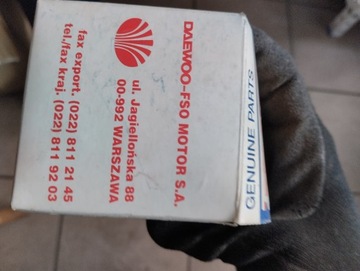 DAEWOO-FSO MOTOR S.A.
ul. Jagiellońska 88
00-992 WARSZAWA
fax export. (022) 811 21 45
tel./fax kraj. (022) 811 92 03
GENUINE PARTS